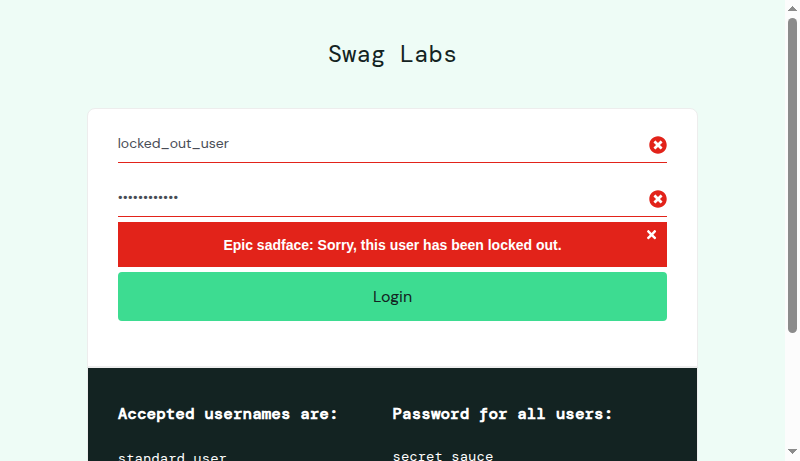 Swag Labs
locked_out_user
••••••••••••
Epic sadface: Sorry, this user has been locked out.
Login
Accepted usernames are:
Password for all users:
standard_user
secret_sauce